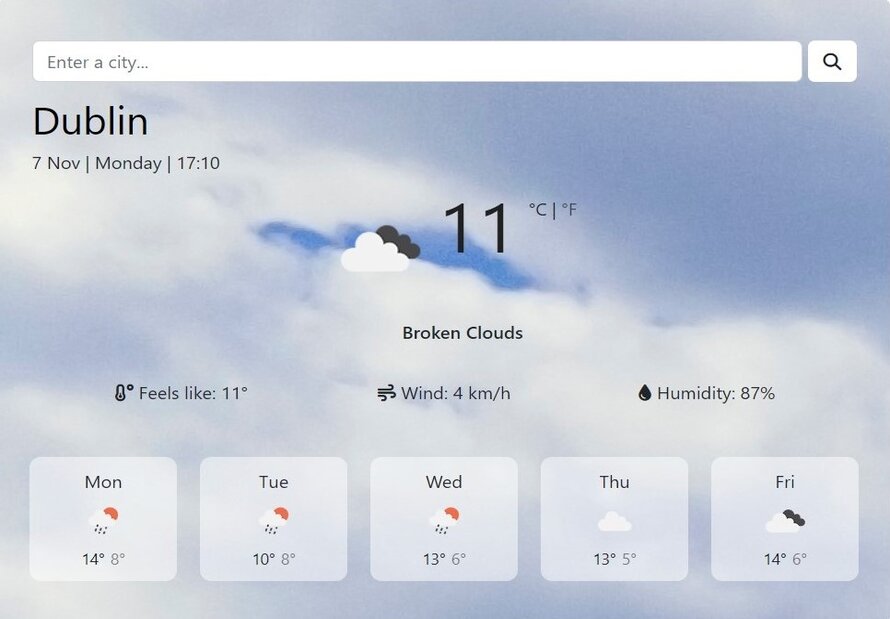 Enter a city...
Dublin
7 Nov | Monday | 17:10
11 °C | °F
Broken Clouds
Feels like: 11° Wind: 4 km/h Humidity: 87%
Mon Tue Wed Thu Fri
14° 8° 10° 8° 13° 6° 13° 5° 14° 6°